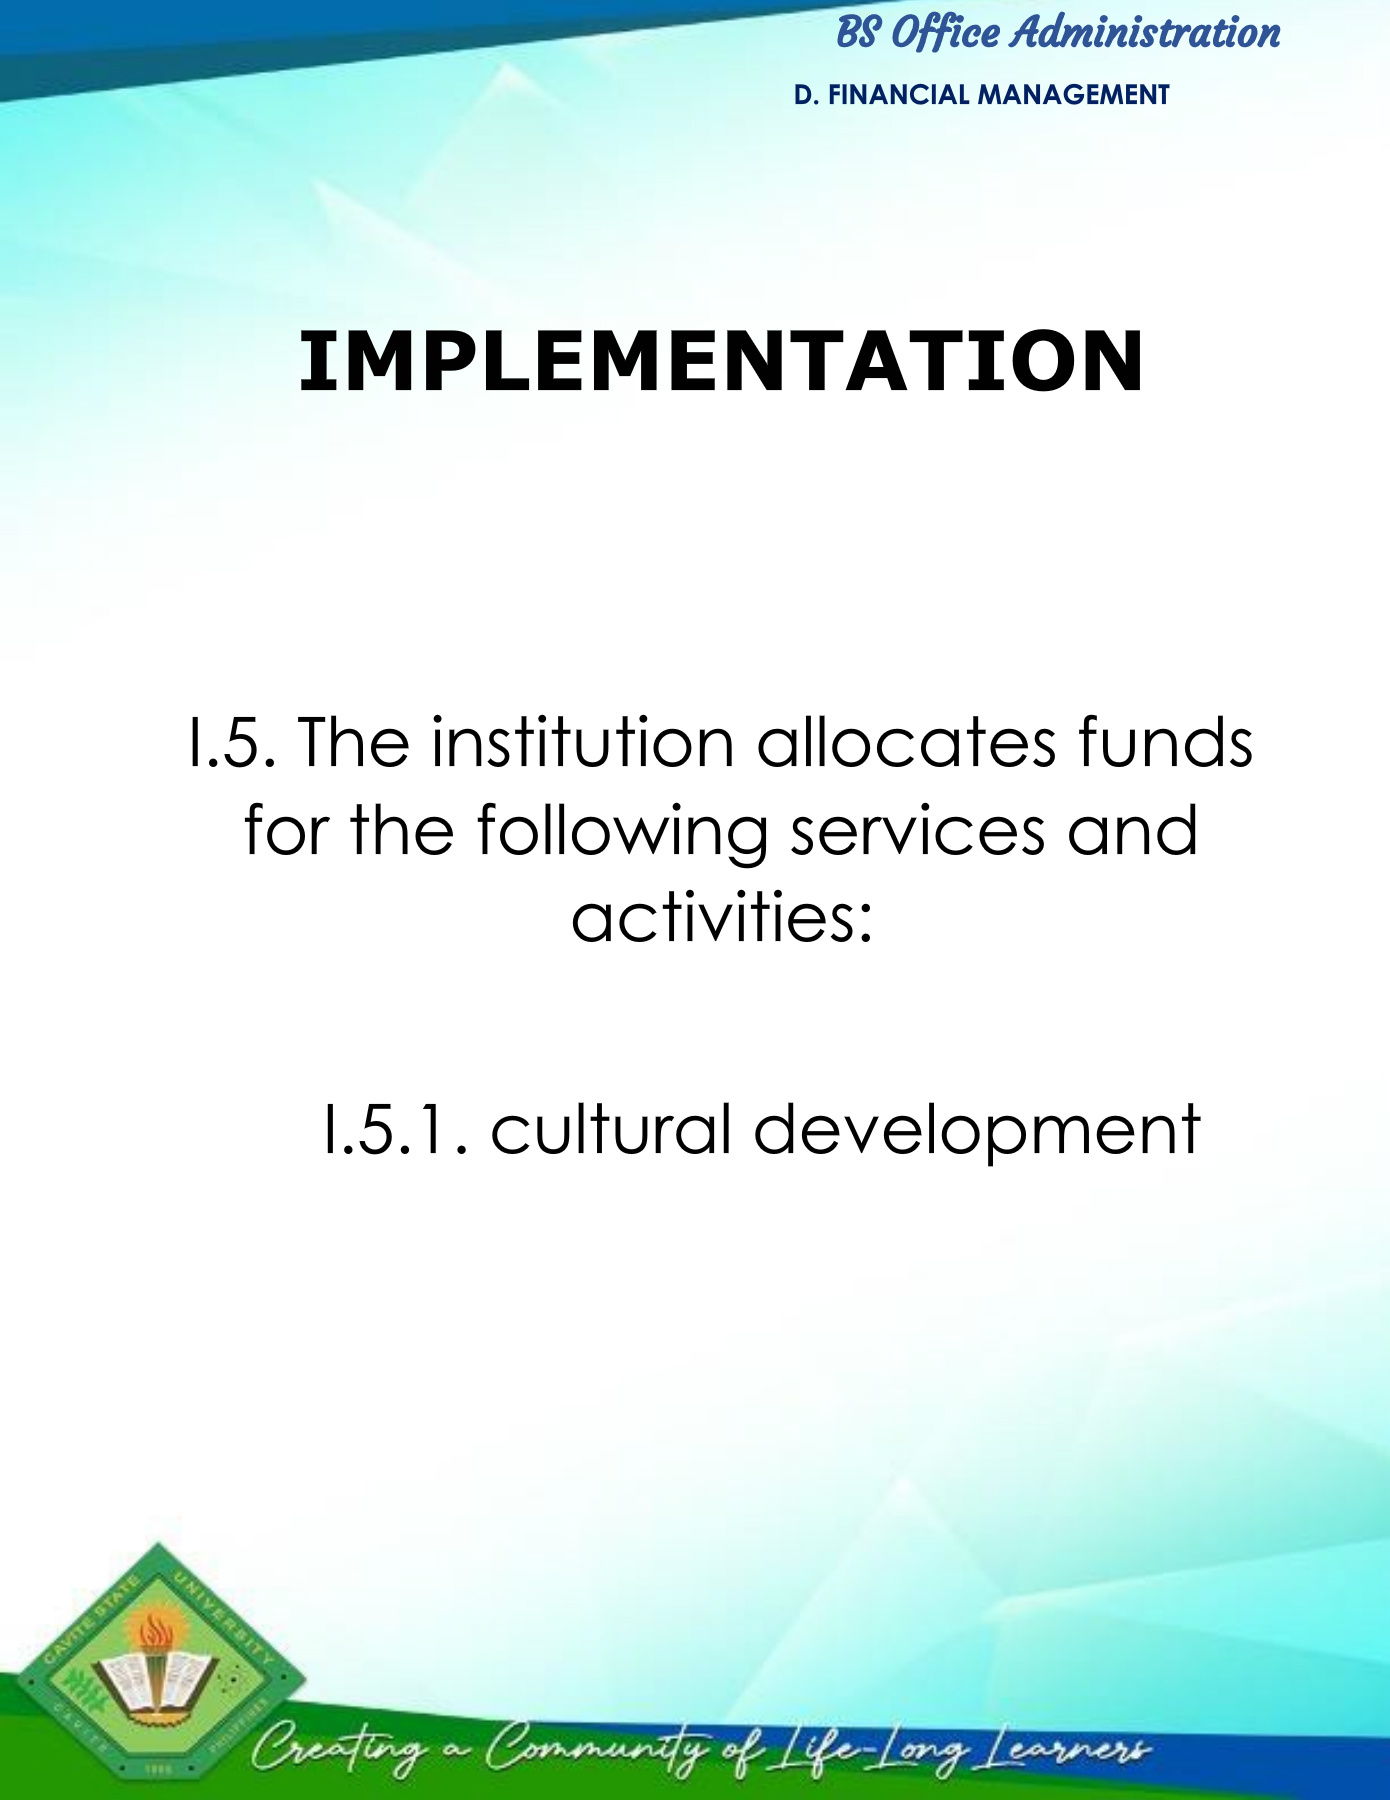 BS Office Administration
D. FINANCIAL MANAGEMENT
IMPLEMENTATION
I.5. The institution allocates funds
for the following services and
activities:
I.5.1. cultural development
CAVITE STATE UNIVERSITY
CAVITE
PHILIPPINES
1906
Creating a Community of Life-Long Learners